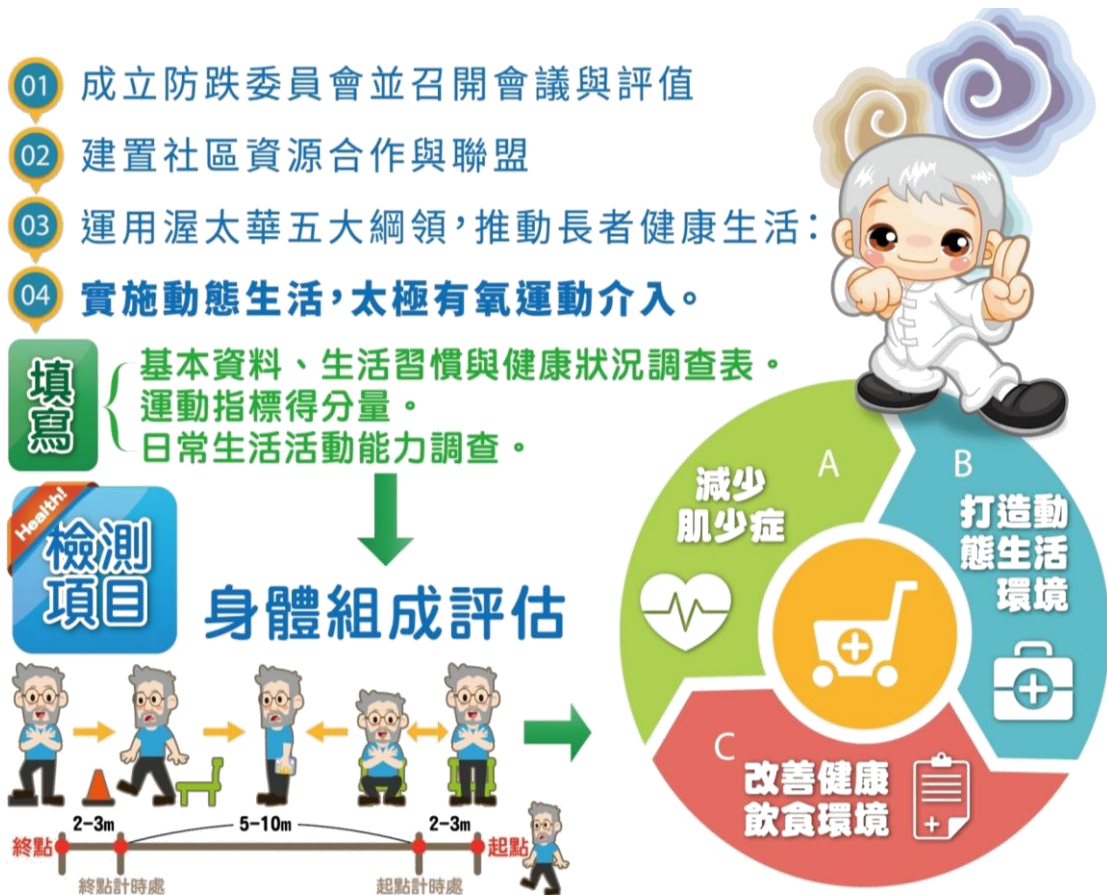 01 成立防跌委員會並召開會議與評值
02 建置社區資源合作與聯盟
03 運用渥太華五大綱領，推動長者健康生活：
04 實施動態生活，太極有氧運動介入。
填寫
基本資料、生活習慣與健康狀況調查表。
運動指標得分量。
日常生活活動能力調查。
Health!
檢測
項目
身體組成評估
2-3m
5-10m
2-3m
終點
起點
終點計時處
起點計時處
A
減少
肌少症
B
打造動
態生活
環境
C
改善健康
飲食環境